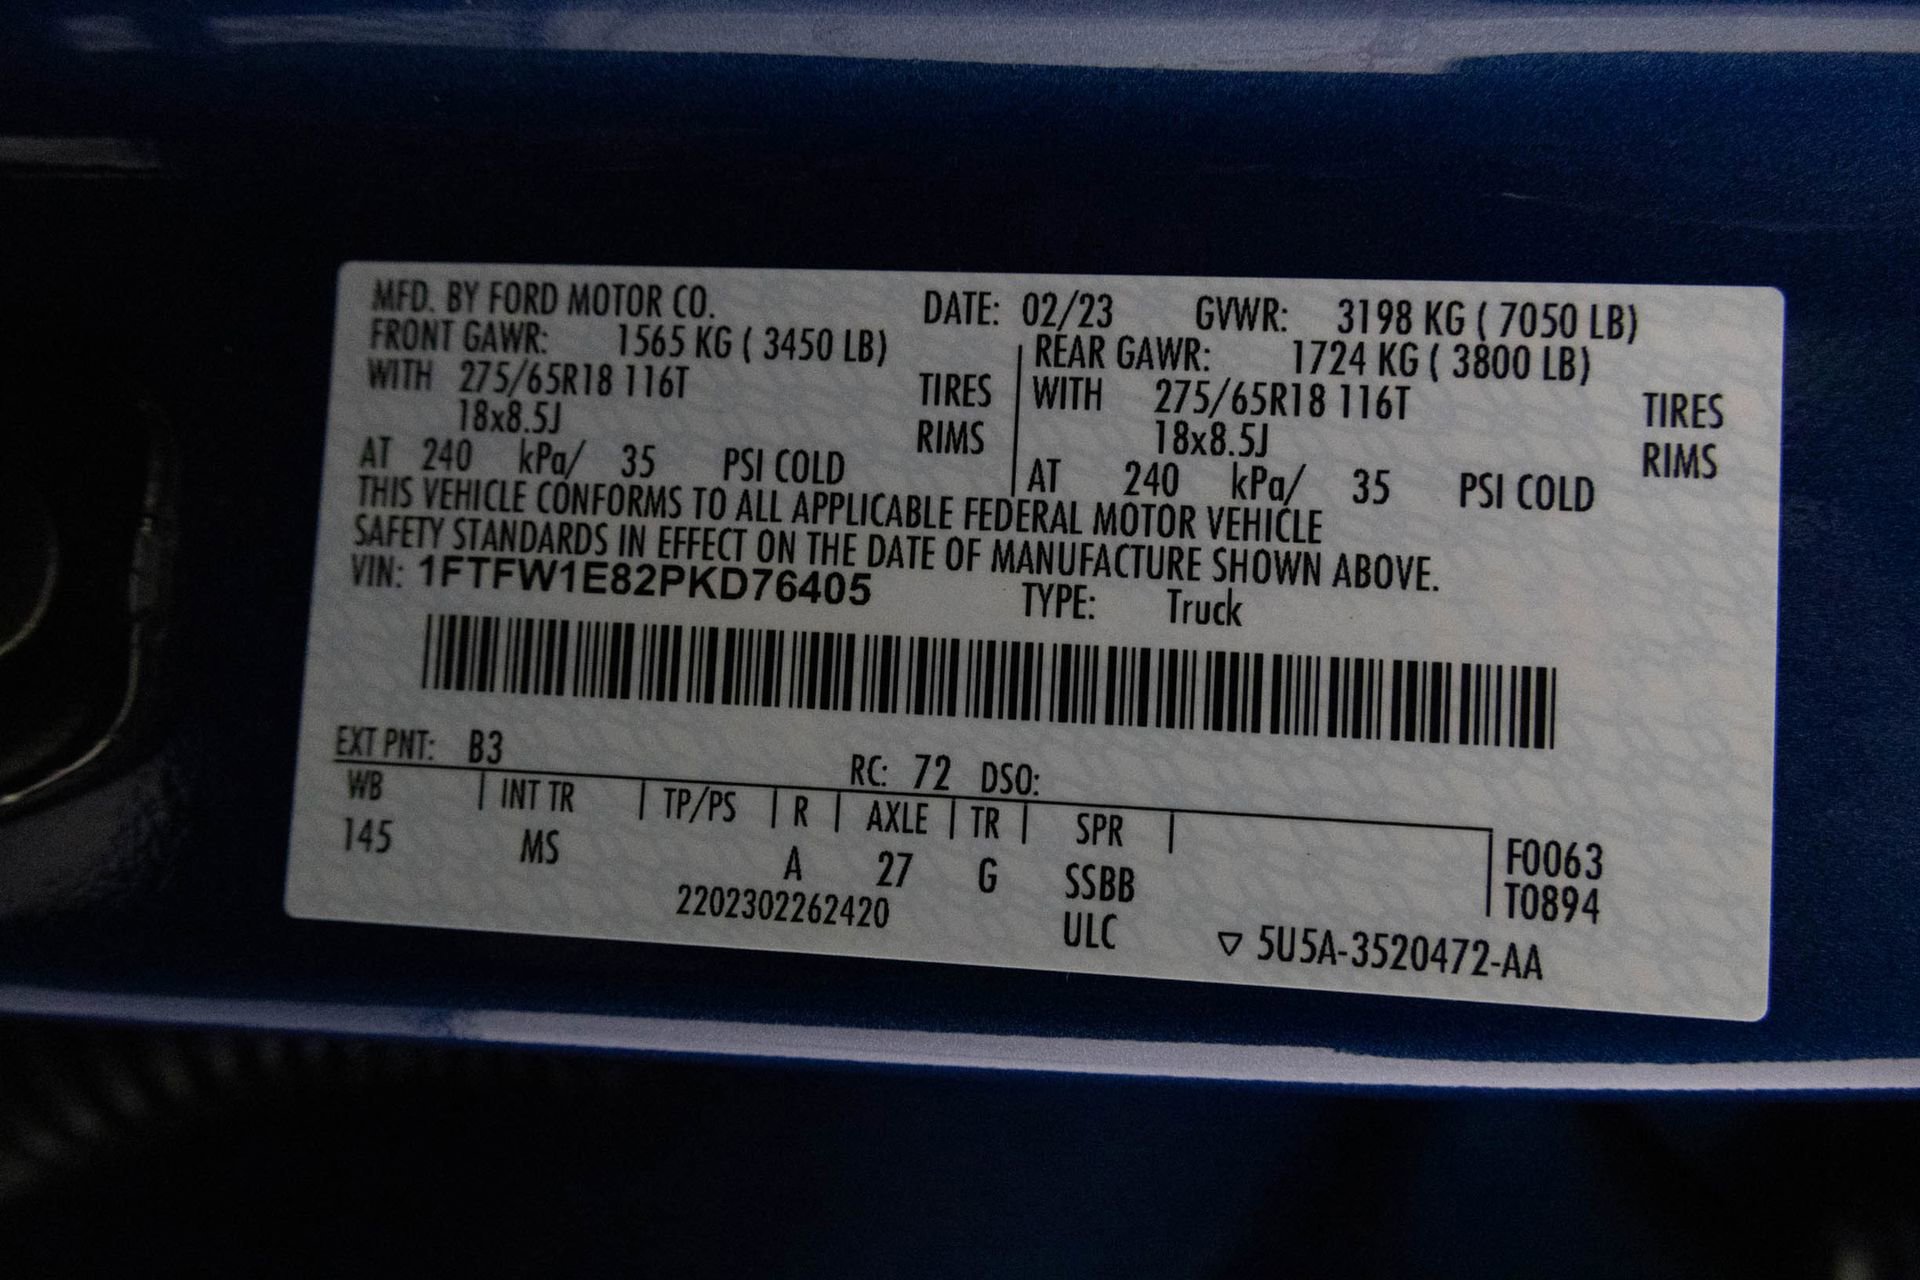 MFD. BY FORD MOTOR CO. DATE: 02/23 GVWR: 3198 KG ( 7050 LB)
FRONT GAWR: 1565 KG ( 3450 LB) REAR GAWR: 1724 KG ( 3800 LB)
WITH 275/65R18 116T TIRES WITH 275/65R18 116T TIRES
18x8.5J RIMS 18x8.5J RIMS
AT 240 kPa/ 35 PSI COLD AT 240 kPa/ 35 PSI COLD
THIS VEHICLE CONFORMS TO ALL APPLICABLE FEDERAL MOTOR VEHICLE
SAFETY STANDARDS IN EFFECT ON THE DATE OF MANUFACTURE SHOWN ABOVE.
VIN: 1FTFW1E82PKD76405 TYPE: Truck
EXT PNT: B3 RC: 72 DSO:
WB | INT TR | TP/PS | R | AXLE | TR | SPR |
145 MS A 27 G SSBB F0063
2202302262420 ULC T0894
▽ 5U5A-3520472-AA